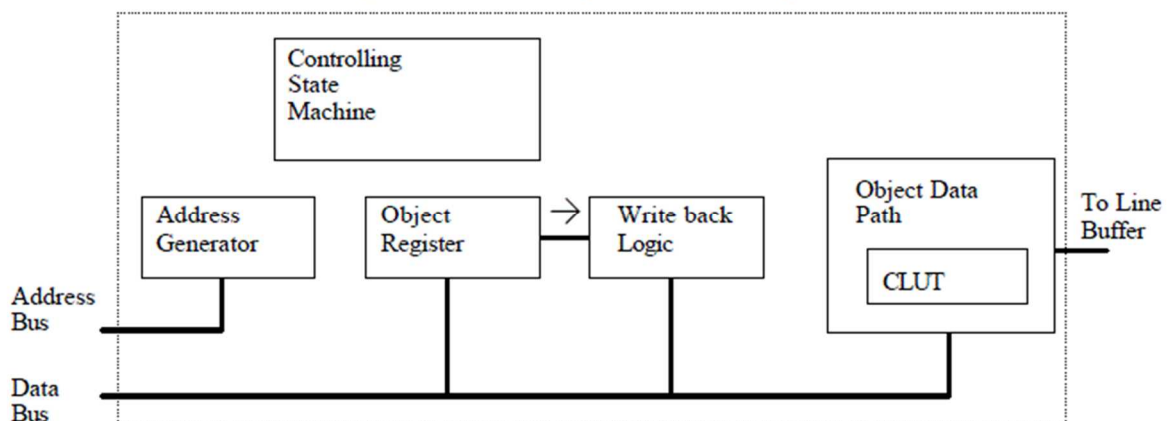 Controlling
State
Machine
Address
Generator
Object
Register
Write back
Logic
Object Data
Path
CLUT
To Line
Buffer
Address
Bus
Data
Bus